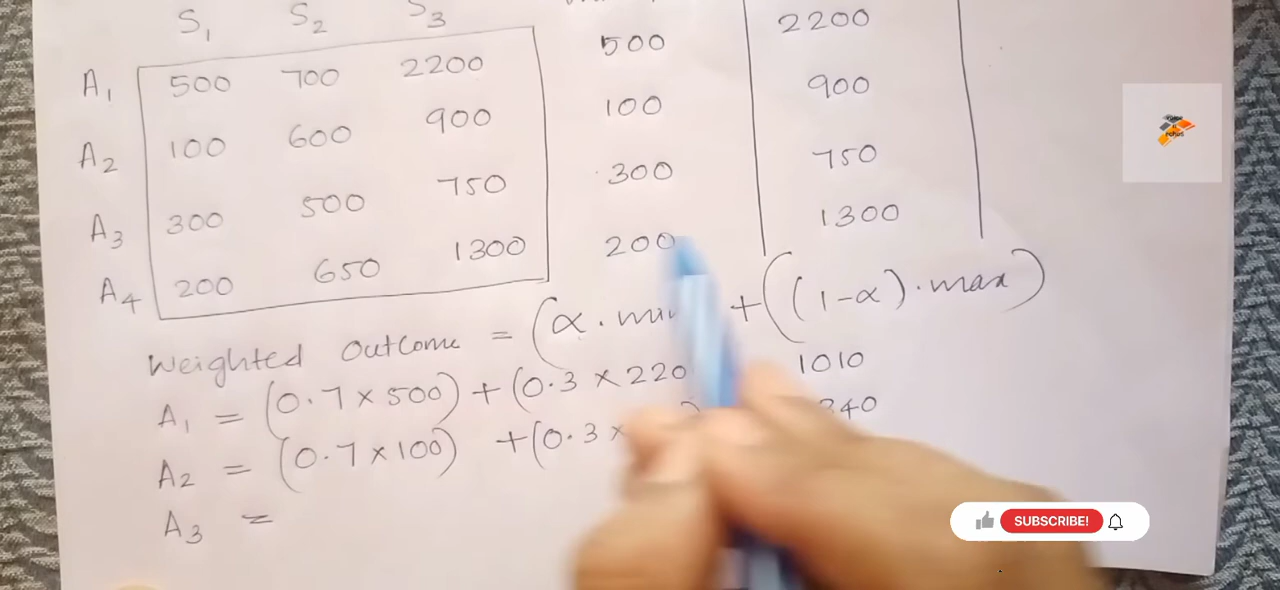 S1 S2 S3
A1 500 700 2200 500 2200
A2 100 600 900 100 900
A3 300 500 750 300 750
A4 200 650 1300 200 1300
Weighted Outcome = (α . + ((1-α) . max)
A1 = (0.7 × 500) + (0.3 × 220 1010
A2 = (0.7 × 100) + (0.3 × 340
A3 =
SUBSCRIBE!